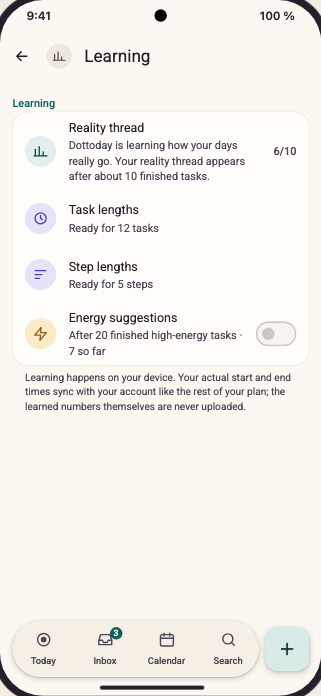 9:41
100 %
Learning
Learning
Reality thread
Dottoday is learning how your days
really go. Your reality thread appears
after about 10 finished tasks.
6/10
Task lengths
Ready for 12 tasks
Step lengths
Ready for 5 steps
Energy suggestions
After 20 finished high-energy tasks ·
7 so far
Learning happens on your device. Your actual start and end
times sync with your account like the rest of your plan; the
learned numbers themselves are never uploaded.
3
Today
Inbox
Calendar
Search